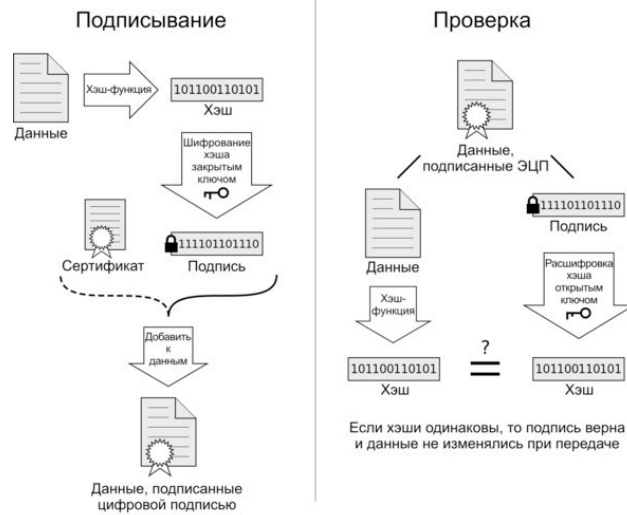 Подписывание
Хэш-функция
101100110101
Хэш
Данные
Шифрование
хэша
закрытым
ключом
Сертификат
111101101110
Подпись
Добавить
к
данным
Данные, подписанные
цифровой подписью
Проверка
Данные,
подписанные ЭЦП
Данные
111101101110
Подпись
Хэш-
функция
Расшифровка
хэша
открытым
ключом
101100110101
Хэш
?
=
101100110101
Хэш
Если хэши одинаковы, то подпись верна
и данные не изменялись при передаче